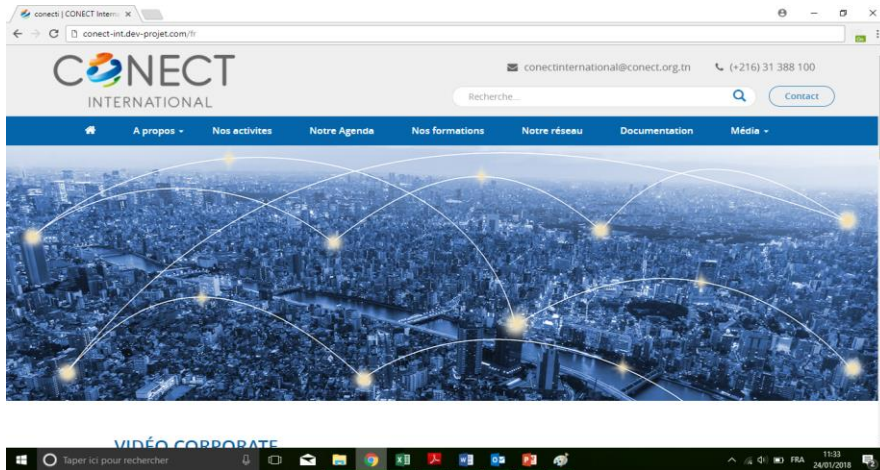 conecti | CONECT Intern
conect-int.dev-projet.com/fr
CONECT
INTERNATIONAL
conectinternational@conect.org.tn
(+216) 31 388 100
Recherche...
Contact
A propos
Nos activites
Notre Agenda
Nos formations
Notre réseau
Documentation
Média
VIDÉO CORPORATE
Taper ici pour rechercher
FRA
11:33
24/01/2018